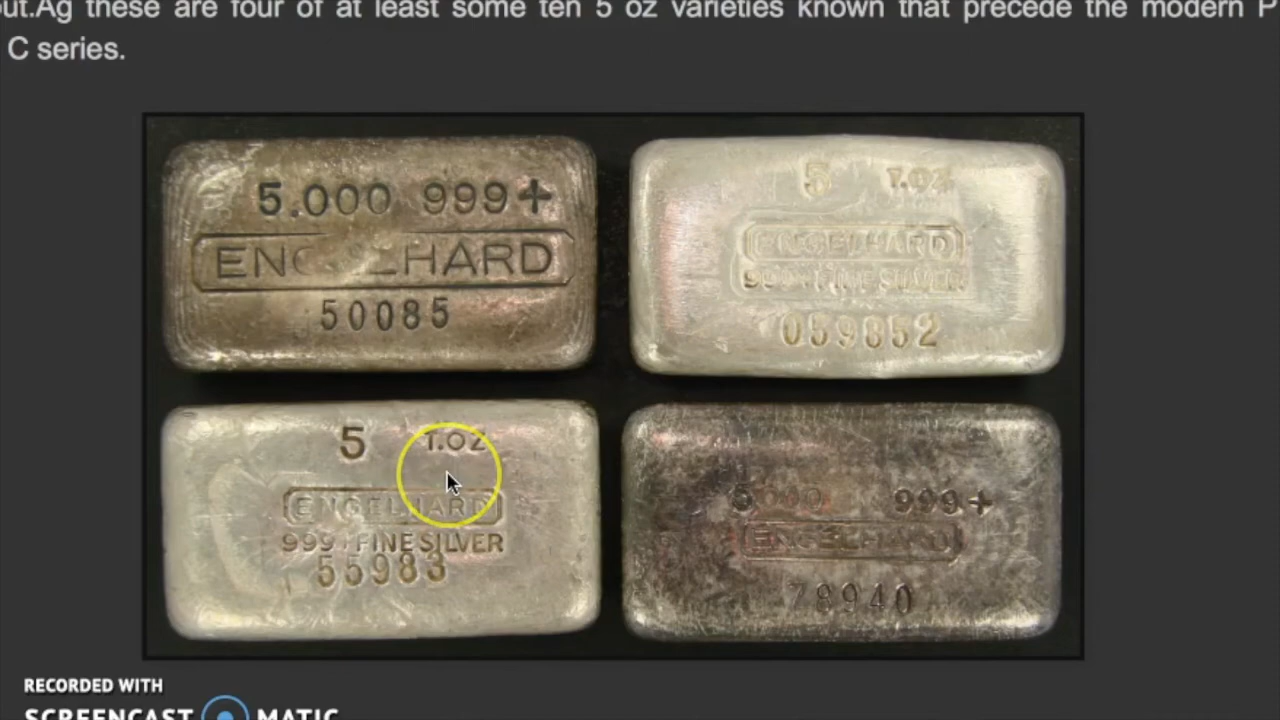 out.Ag these are four of at least some ten 5 oz varieties known that precede the modern P
C series.
5.000 999+
ENGELHARD
50085
5 T.OZ.
ENGELHARD
999+ FINE SILVER
059852
5 T.OZ
ENGELHARD
999+ FINE SILVER
55983
5.000 999+
ENGELHARD
78940
RECORDED WITH
SCREENCAST MATIC